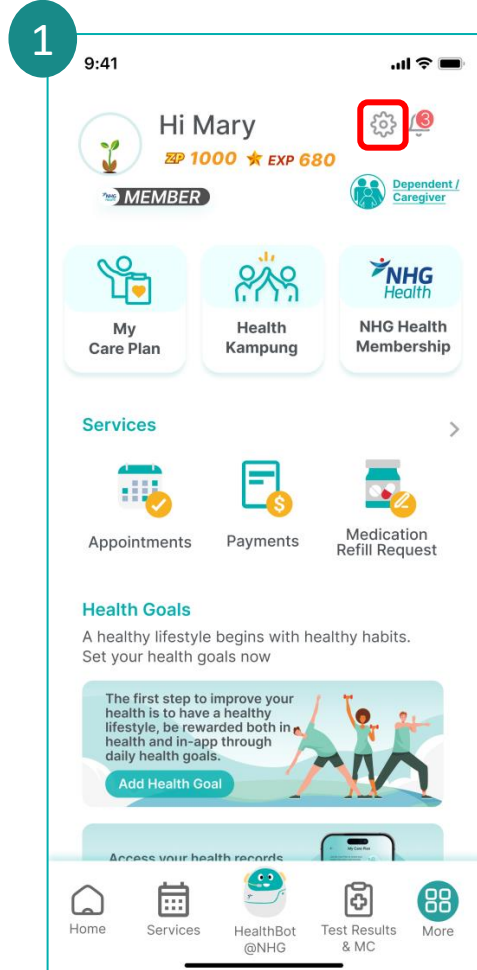 1
9:41
Hi Mary
3
ZP 1000 EXP 680
NHG MEMBER
Dependent /
Caregiver
NHG
Health
My
Care Plan
Health
Kampung
NHG Health
Membership
Services
Appointments
Payments
Medication
Refill Request
Health Goals
A healthy lifestyle begins with healthy habits.
Set your health goals now
The first step to improve your
health is to have a healthy
lifestyle, be rewarded both in
health and in-app through
daily health goals.
Add Health Goal
My Care Plan
Access your health records
Home
Services
HealthBot
@NHG
Test Results
& MC
More